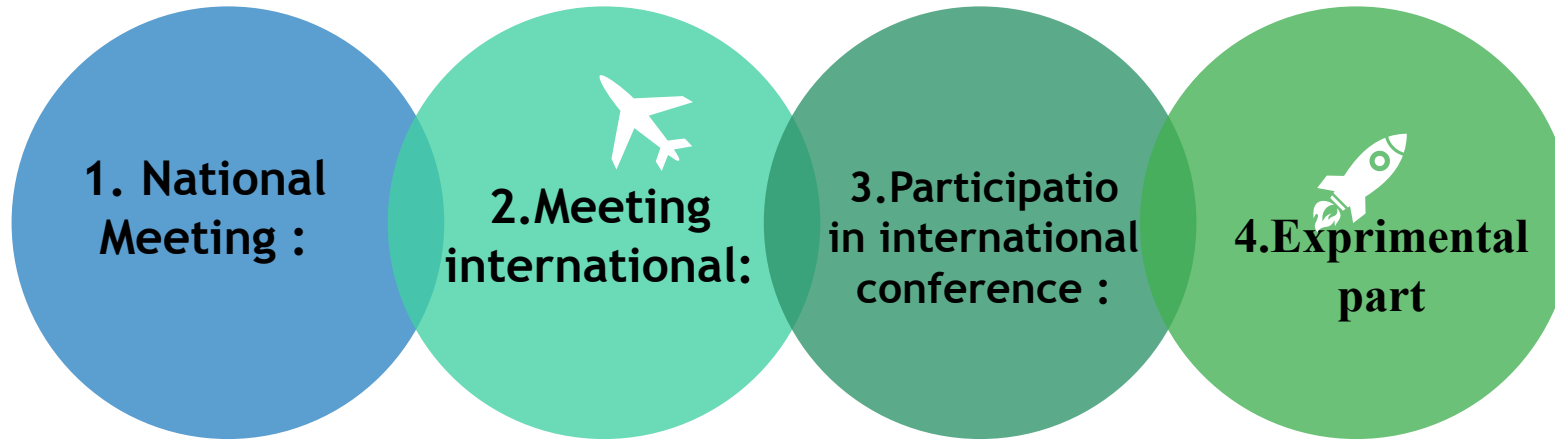 1. National
Meeting :
2.Meeting
international:
3.Participatio
in international
conference :
4.Exprimental
part